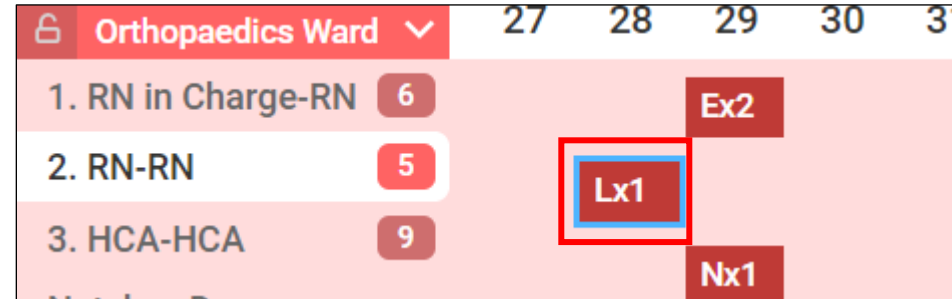 Orthopaedics Ward 27 28 29 30
1. RN in Charge-RN 6 Ex2
2. RN-RN 5 Lx1
3. HCA-HCA 9
Nx1